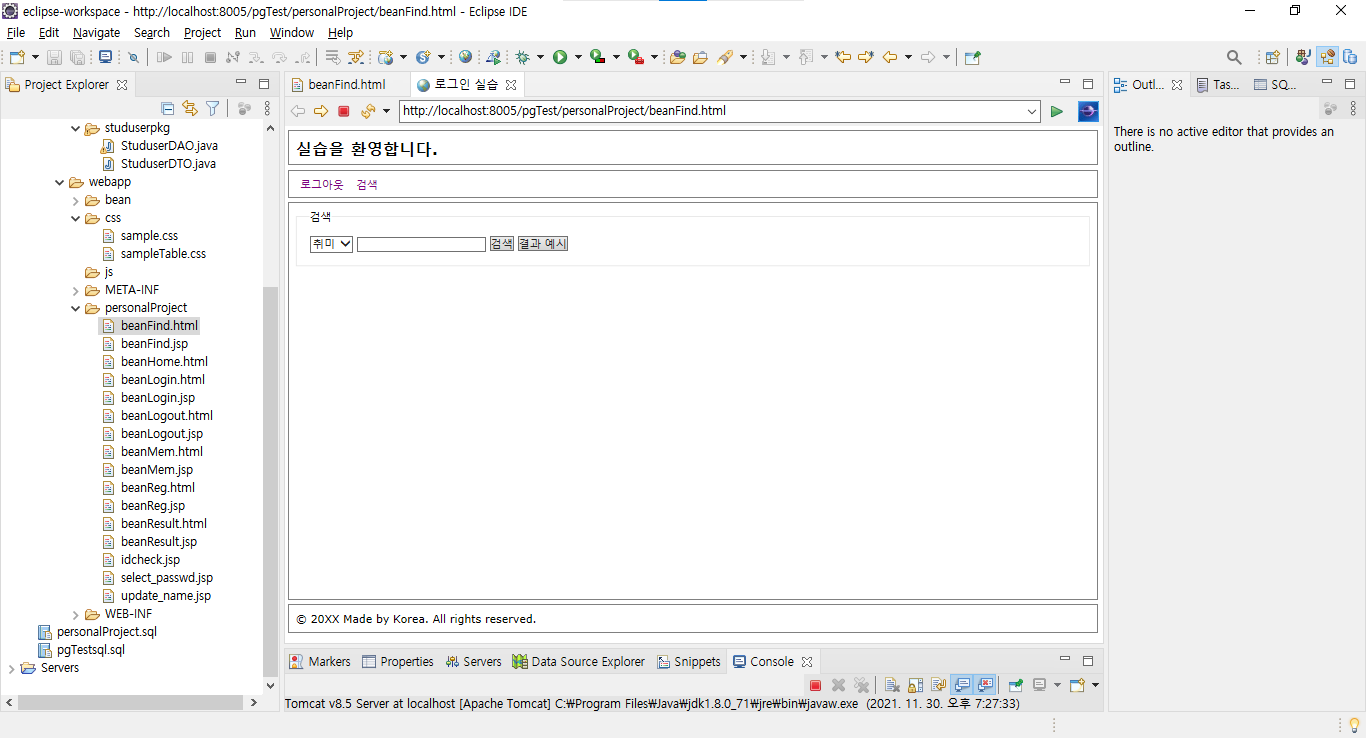 eclipse-workspace - http://localhost:8005/pgTest/personalProject/beanFind.html - Eclipse IDE
File Edit Navigate Search Project Run Window Help
Project Explorer
studuserpkg
StuduserDAO.java
StuduserDTO.java
webapp
bean
css
sample.css
sampleTable.css
js
META-INF
personalProject
beanFind.html
beanFind.jsp
beanHome.html
beanLogin.html
beanLogin.jsp
beanLogout.html
beanLogout.jsp
beanMem.html
beanMem.jsp
beanReg.html
beanReg.jsp
beanResult.html
beanResult.jsp
idcheck.jsp
select_passwd.jsp
update_name.jsp
WEB-INF
personalProject.sql
pgTestsql.sql
Servers
beanFind.html 로그인 실습
http://localhost:8005/pgTest/personalProject/beanFind.html
실습을 환영합니다.
로그아웃 검색
검색
취미 검색 결과 예시
© 20XX Made by Korea. All rights reserved.
Markers Properties Servers Data Source Explorer Snippets Console
Tomcat v8.5 Server at localhost [Apache Tomcat] C:₩Program Files₩Java₩jdk1.8.0_71₩jre₩bin₩javaw.exe (2021. 11. 30. 오후 7:27:33)
Outl... Tas... SQ...
There is no active editor that provides an
outline.